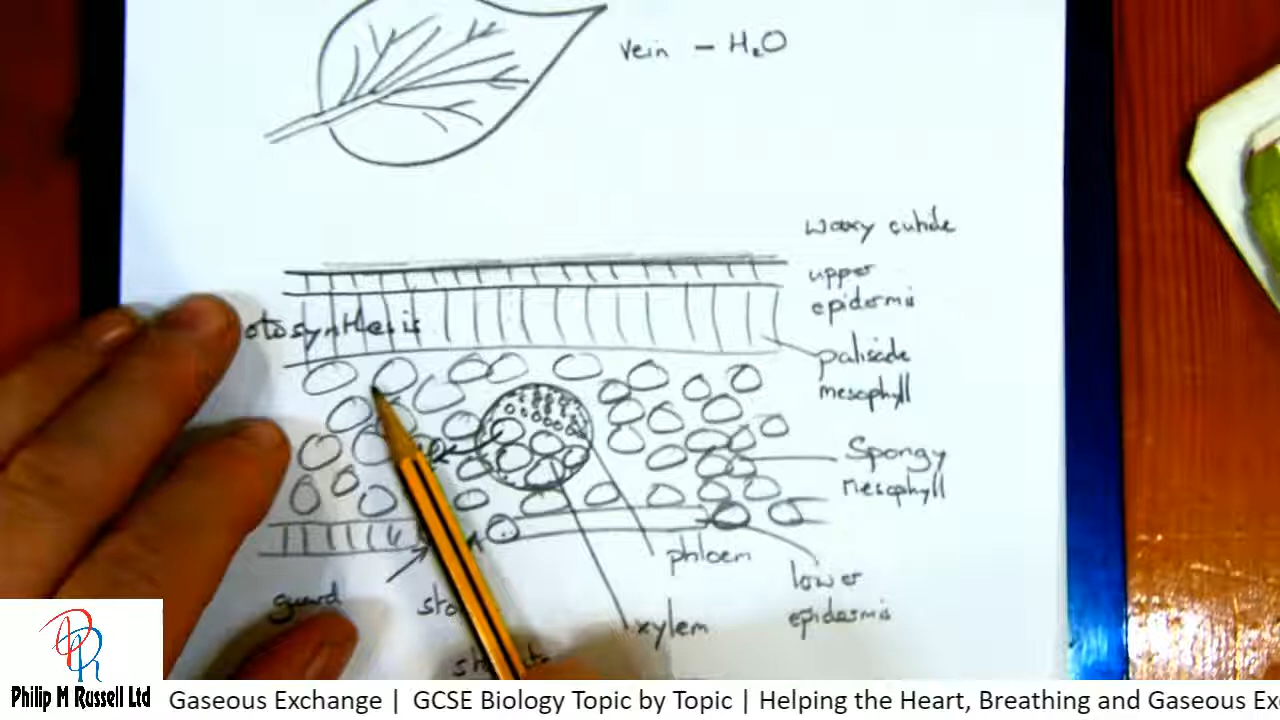 vein - H₂O
waxy cuticle
upper
epidermis
otosynthesis
palisade
mesophyll
Spongy
mesophyll
phloem
lower
epidermis
guard
xylem
Philip M Russell Ltd
Gaseous Exchange | GCSE Biology Topic by Topic | Helping the Heart, Breathing and Gaseous Ex